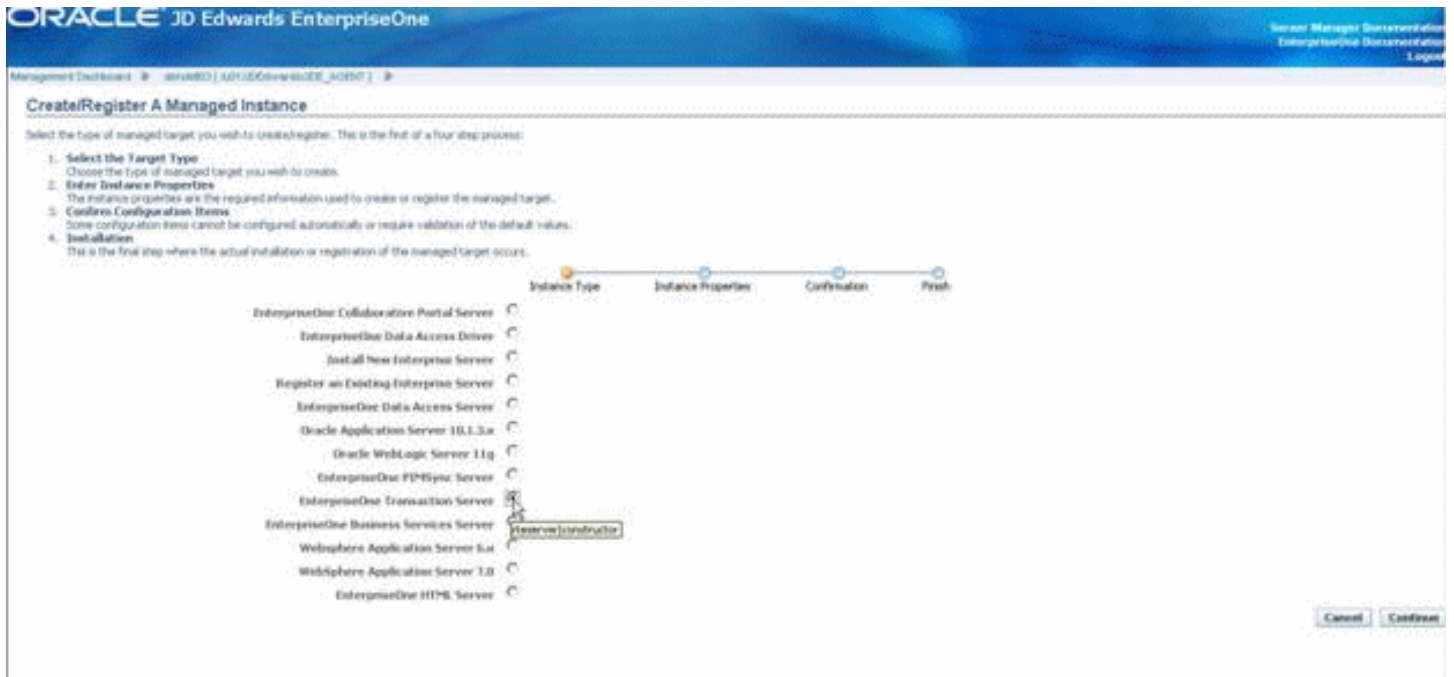 ORACLE JD Edwards EnterpriseOne
Server Manager Documentation
EnterpriseOne Documentation
Logout
Management Dashboard
Create/Register A Managed Instance
Select the type of managed target you wish to create/register. This is the first of a four step process:
1. Select the Target Type
Choose the type of managed target you wish to create.
2. Enter Instance Properties
The instance properties are the required information used to create or register the managed target.
3. Confirm Configuration Items
Some configuration items cannot be configured automatically or require validation of the default values.
4. Installation
This is the final step where the actual installation or registration of the managed target occurs.
Instance Type Instance Properties Confirmation Finish
EnterpriseOne Collaborative Portal Server
EnterpriseOne Data Access Driver
Install New Enterprise Server
Register an Existing Enterprise Server
EnterpriseOne Data Access Server
Oracle Application Server 10.1.3.x
Oracle WebLogic Server 11g
EnterpriseOne PIMSync Server
EnterpriseOne Transaction Server
EnterpriseOne Business Services Server
Websphere Application Server 6.x
WebSphere Application Server 7.0
EnterpriseOne HTML Server
Cancel Continue